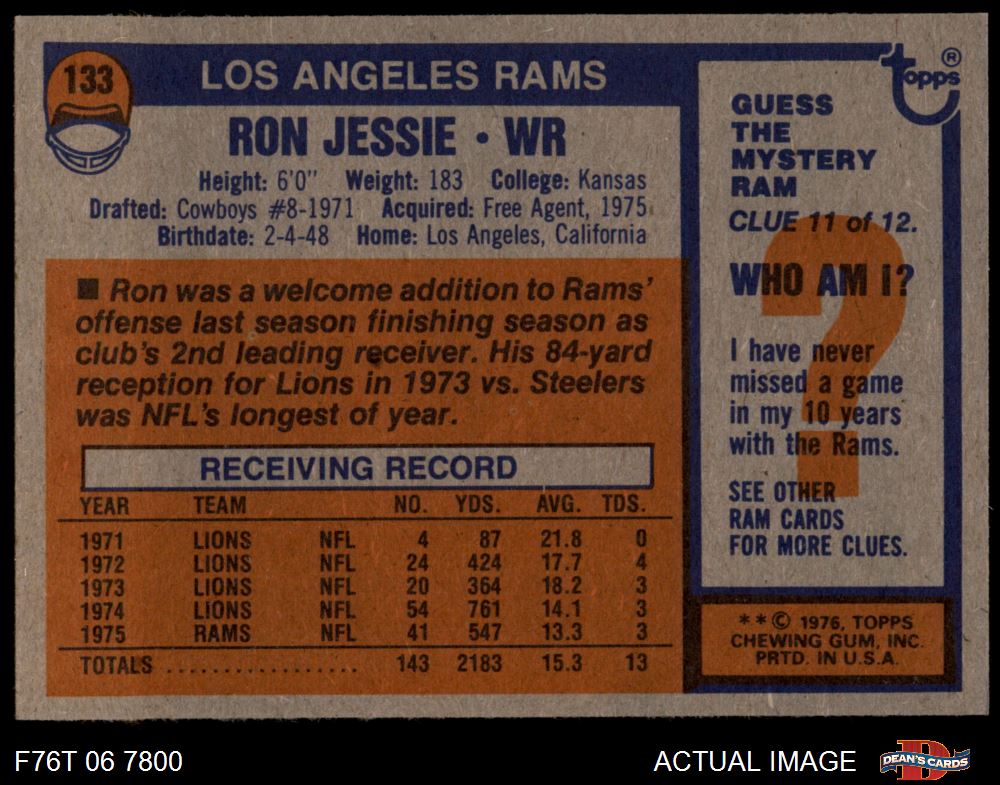 133
LOS ANGELES RAMS
RON JESSIE • WR
Height: 6'0" Weight: 183 College: Kansas
Drafted: Cowboys #8-1971 Acquired: Free Agent, 1975
Birthdate: 2-4-48 Home: Los Angeles, California
■ Ron was a welcome addition to Rams'
offense last season finishing season as
club's 2nd leading receiver. His 84-yard
reception for Lions in 1973 vs. Steelers
was NFL's longest of year.
RECEIVING RECORD
YEAR TEAM NO. YDS. AVG. TDS.
1971 LIONS NFL 4 87 21.8 0
1972 LIONS NFL 24 424 17.7 4
1973 LIONS NFL 20 364 18.2 3
1974 LIONS NFL 54 761 14.1 3
1975 RAMS NFL 41 547 13.3 3
TOTALS .................. 143 2183 15.3 13
topps ®
GUESS
THE
MYSTERY
RAM
CLUE 11 of 12.
WHO AM I?
?
I have never
missed a game
in my 10 years
with the Rams.
SEE OTHER
RAM CARDS
FOR MORE CLUES.
**© 1976, TOPPS
CHEWING GUM, INC.
PRTD. IN U.S.A.
F76T 06 7800
ACTUAL IMAGE
D
DEAN'S CARDS